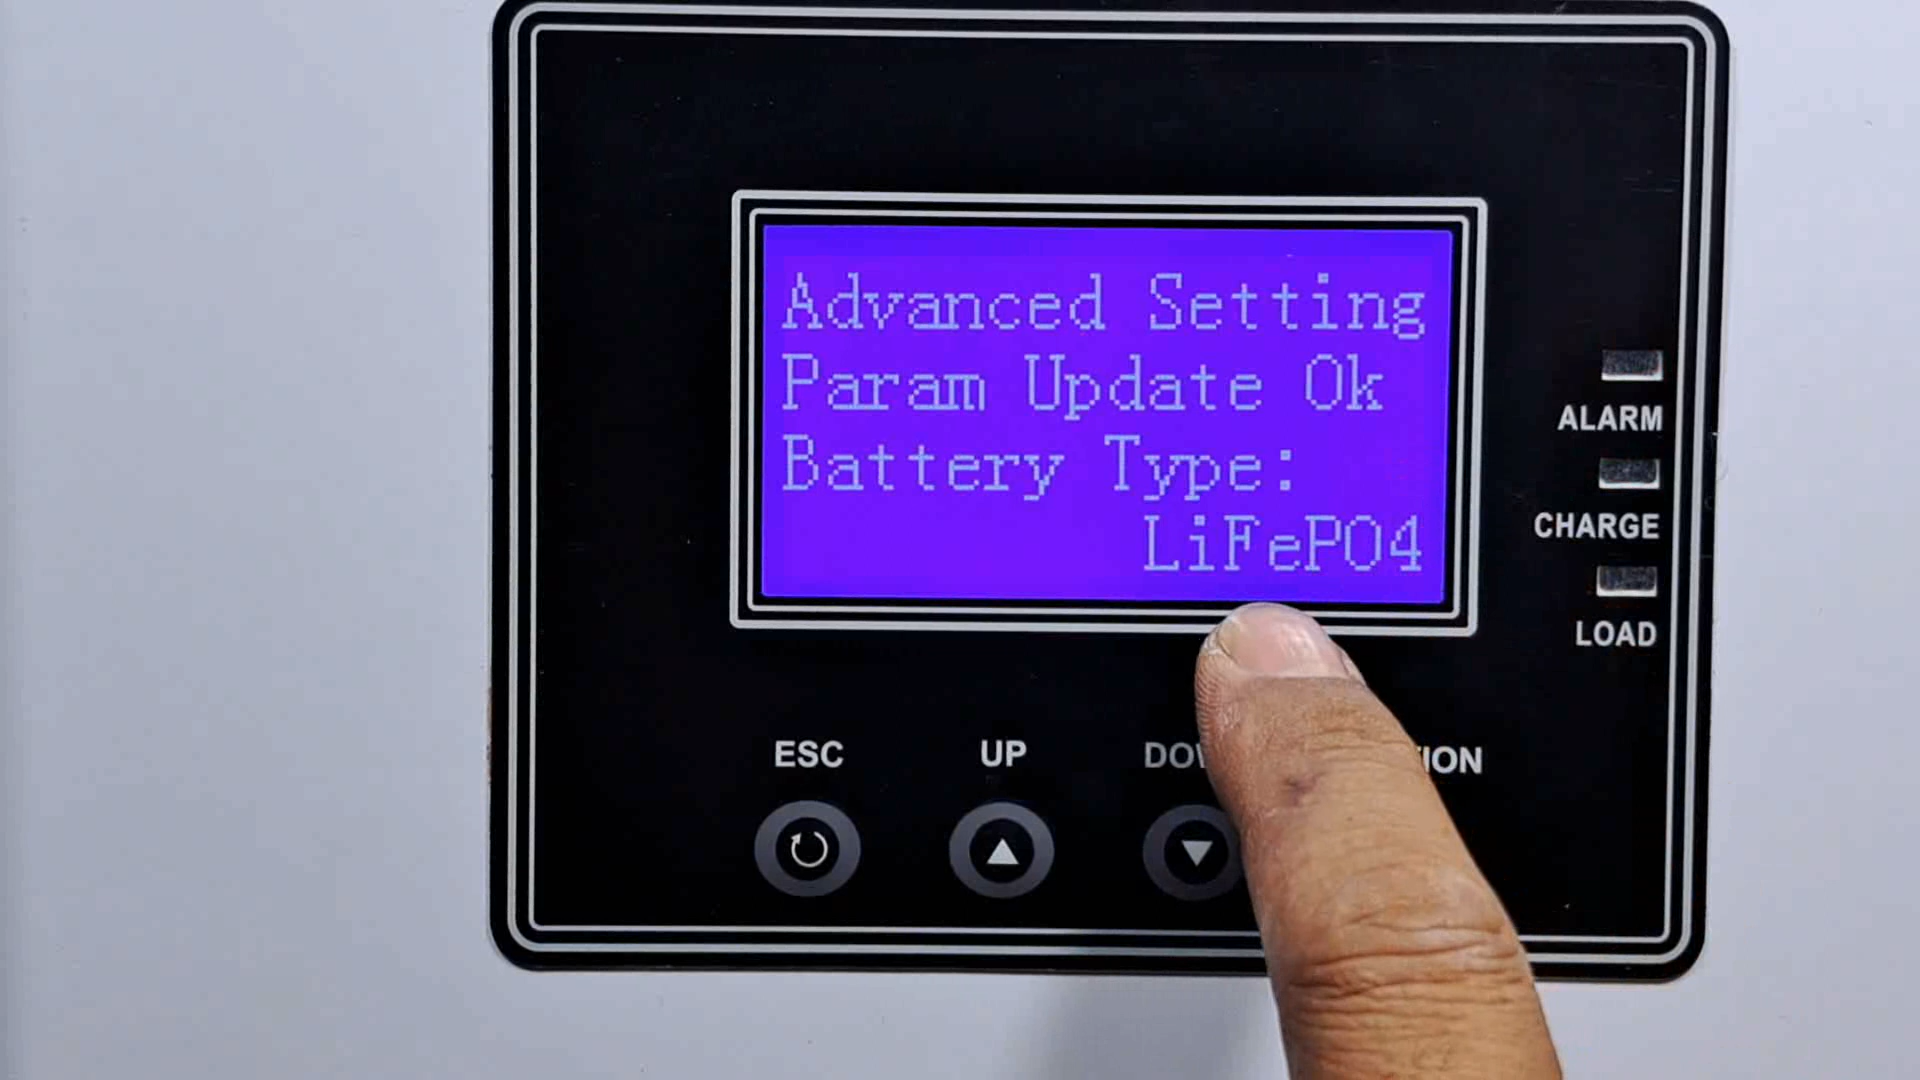 Advanced Setting
Param Update Ok
Battery Type:
LiFePO4
ALARM
CHARGE
LOAD
ESC
UP